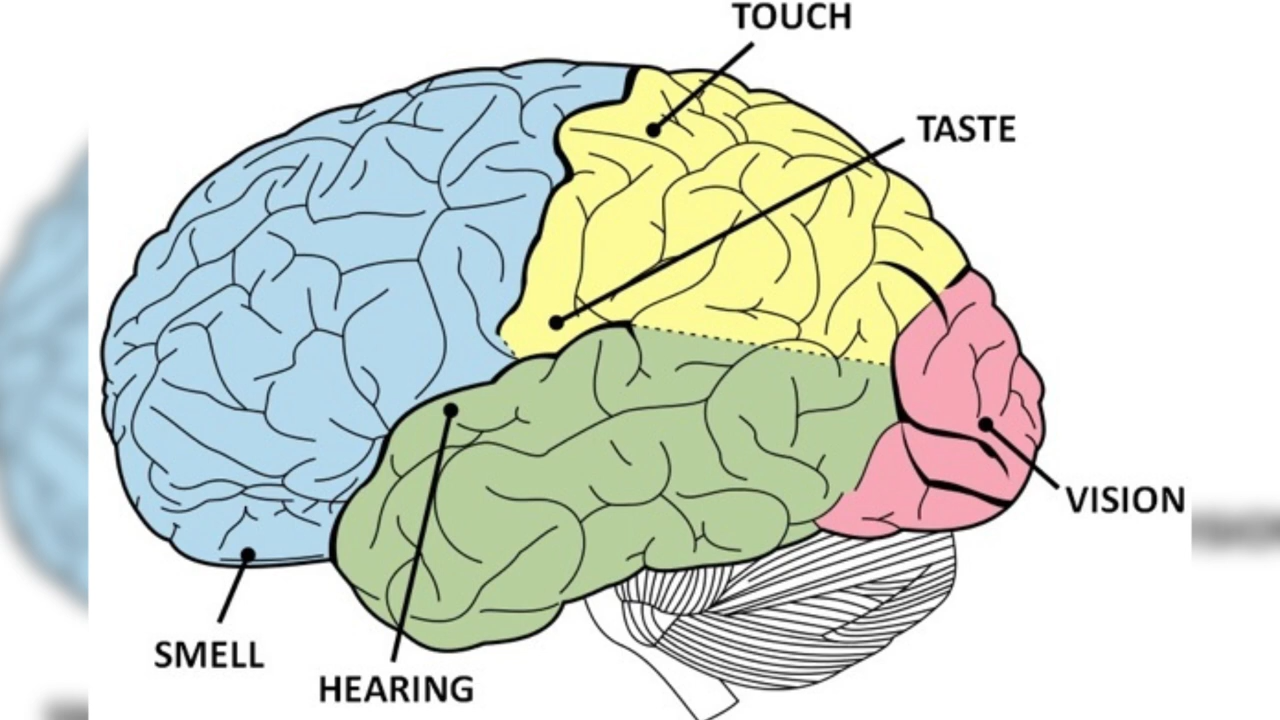 TOUCH
TASTE
VISION
SMELL
HEARING